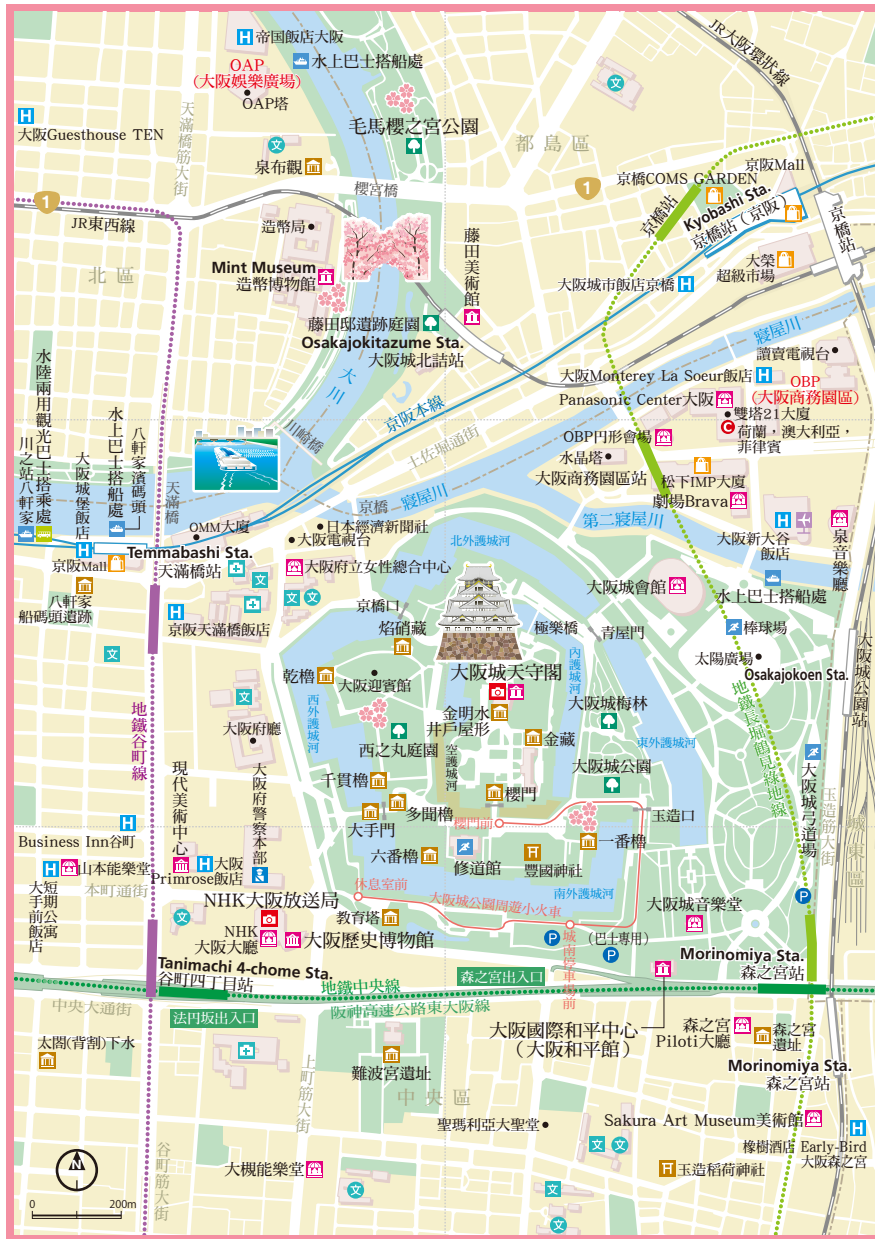 帝国飯店大阪
OAP
（大阪娛樂廣場）
OAP塔
水上巴士搭船處
JR大阪環狀線
大阪Guesthouse TEN
天滿橋筋大街
毛馬櫻之宮公園
都島區
泉布觀
櫻宮橋
京橋COMS GARDEN
京阪Mall
1
1
JR東西線
京橋站
Kyobashi Sta.
京橋站（京阪）
京橋站
造幣局
北區
Mint Museum
造幣博物館
藤田美術館
大榮
超級市場
大阪城市飯店京橋
藤田邸遺跡庭園
Osakajokitazume Sta.
大阪城北詰站
寢屋川
讀賣電視台
大川
京阪本線
大阪Monterey La Soeur飯店
OBP
（大阪商務園區）
Panasonic Center大阪
雙塔21大廈
荷蘭，澳大利亞，
菲律賓
C
水陸兩用觀光巴士搭乘處
川之站八軒家
水上巴士搭船處
八軒家濱碼頭
大阪城堡飯店
天滿橋
川崎橋
土佐堀通街
OBP円形會場
水晶塔
大阪商務園區站
松下IMP大廈
劇場Brava
京橋
寢屋川
第二寢屋川
OMM大廈
日本經濟新聞社
大阪電視台
Temmabashi Sta.
天滿橋站
京阪Mall
大阪府立女性總合中心
北外護城河
大阪新大谷
飯店
泉音樂廳
八軒家
船碼頭遺跡
京阪天滿橋飯店
京橋口
焰硝藏
極樂橋
青屋門
大阪城會館
水上巴士搭船處
棒球場
太陽廣場
Osakajokoen Sta.
大阪城公園站
乾櫓
大阪迎賓館
大阪城天守閣
內護城河
西外護城河
金明水
井戶屋形
大阪城梅林
地鐵谷町線
大阪府廳
西之丸庭園
空護城河
金藏
東外護城河
地鐵長堀鶴見綠地線
現代美術中心
大阪府警察本部
千貫櫓
大阪城公園
大阪城弓道場
玉造筋大街
城東區
多聞櫓
大手門
櫻門
櫻門前
玉造口
Business Inn谷町
山本能樂堂
大阪
Primrose飯店
六番櫓
修道館
豐國神社
一番櫓
本町通街
短期公寓
大手前飯店
休息室前
南外護城河
NHK大阪放送局
大阪城公園周遊小火車
大阪城音樂堂
P
教育塔
NHK
大阪大廳
大阪歷史博物館
城南停車場前
P
（巴士專用）
P
Tanimachi 4-chome Sta.
谷町四丁目站
地鐵中央線
森之宮出入口
Morinomiya Sta.
森之宮站
中央大通街
法円坂出入口
阪神高速公路東大阪線
大阪國際和平中心
（大阪和平館）
森之宮
Piloti大廳
森之宮
遺址
太閤(背割)下水
上町筋大街
難波宮遺址
中央區
Morinomiya Sta.
森之宮站
聖瑪利亞大聖堂
Sakura Art Museum美術館
橡樹酒店 Early-Bird
大阪森之宮
N
谷町筋大街
大槻能樂堂
玉造稻荷神社
0
200m